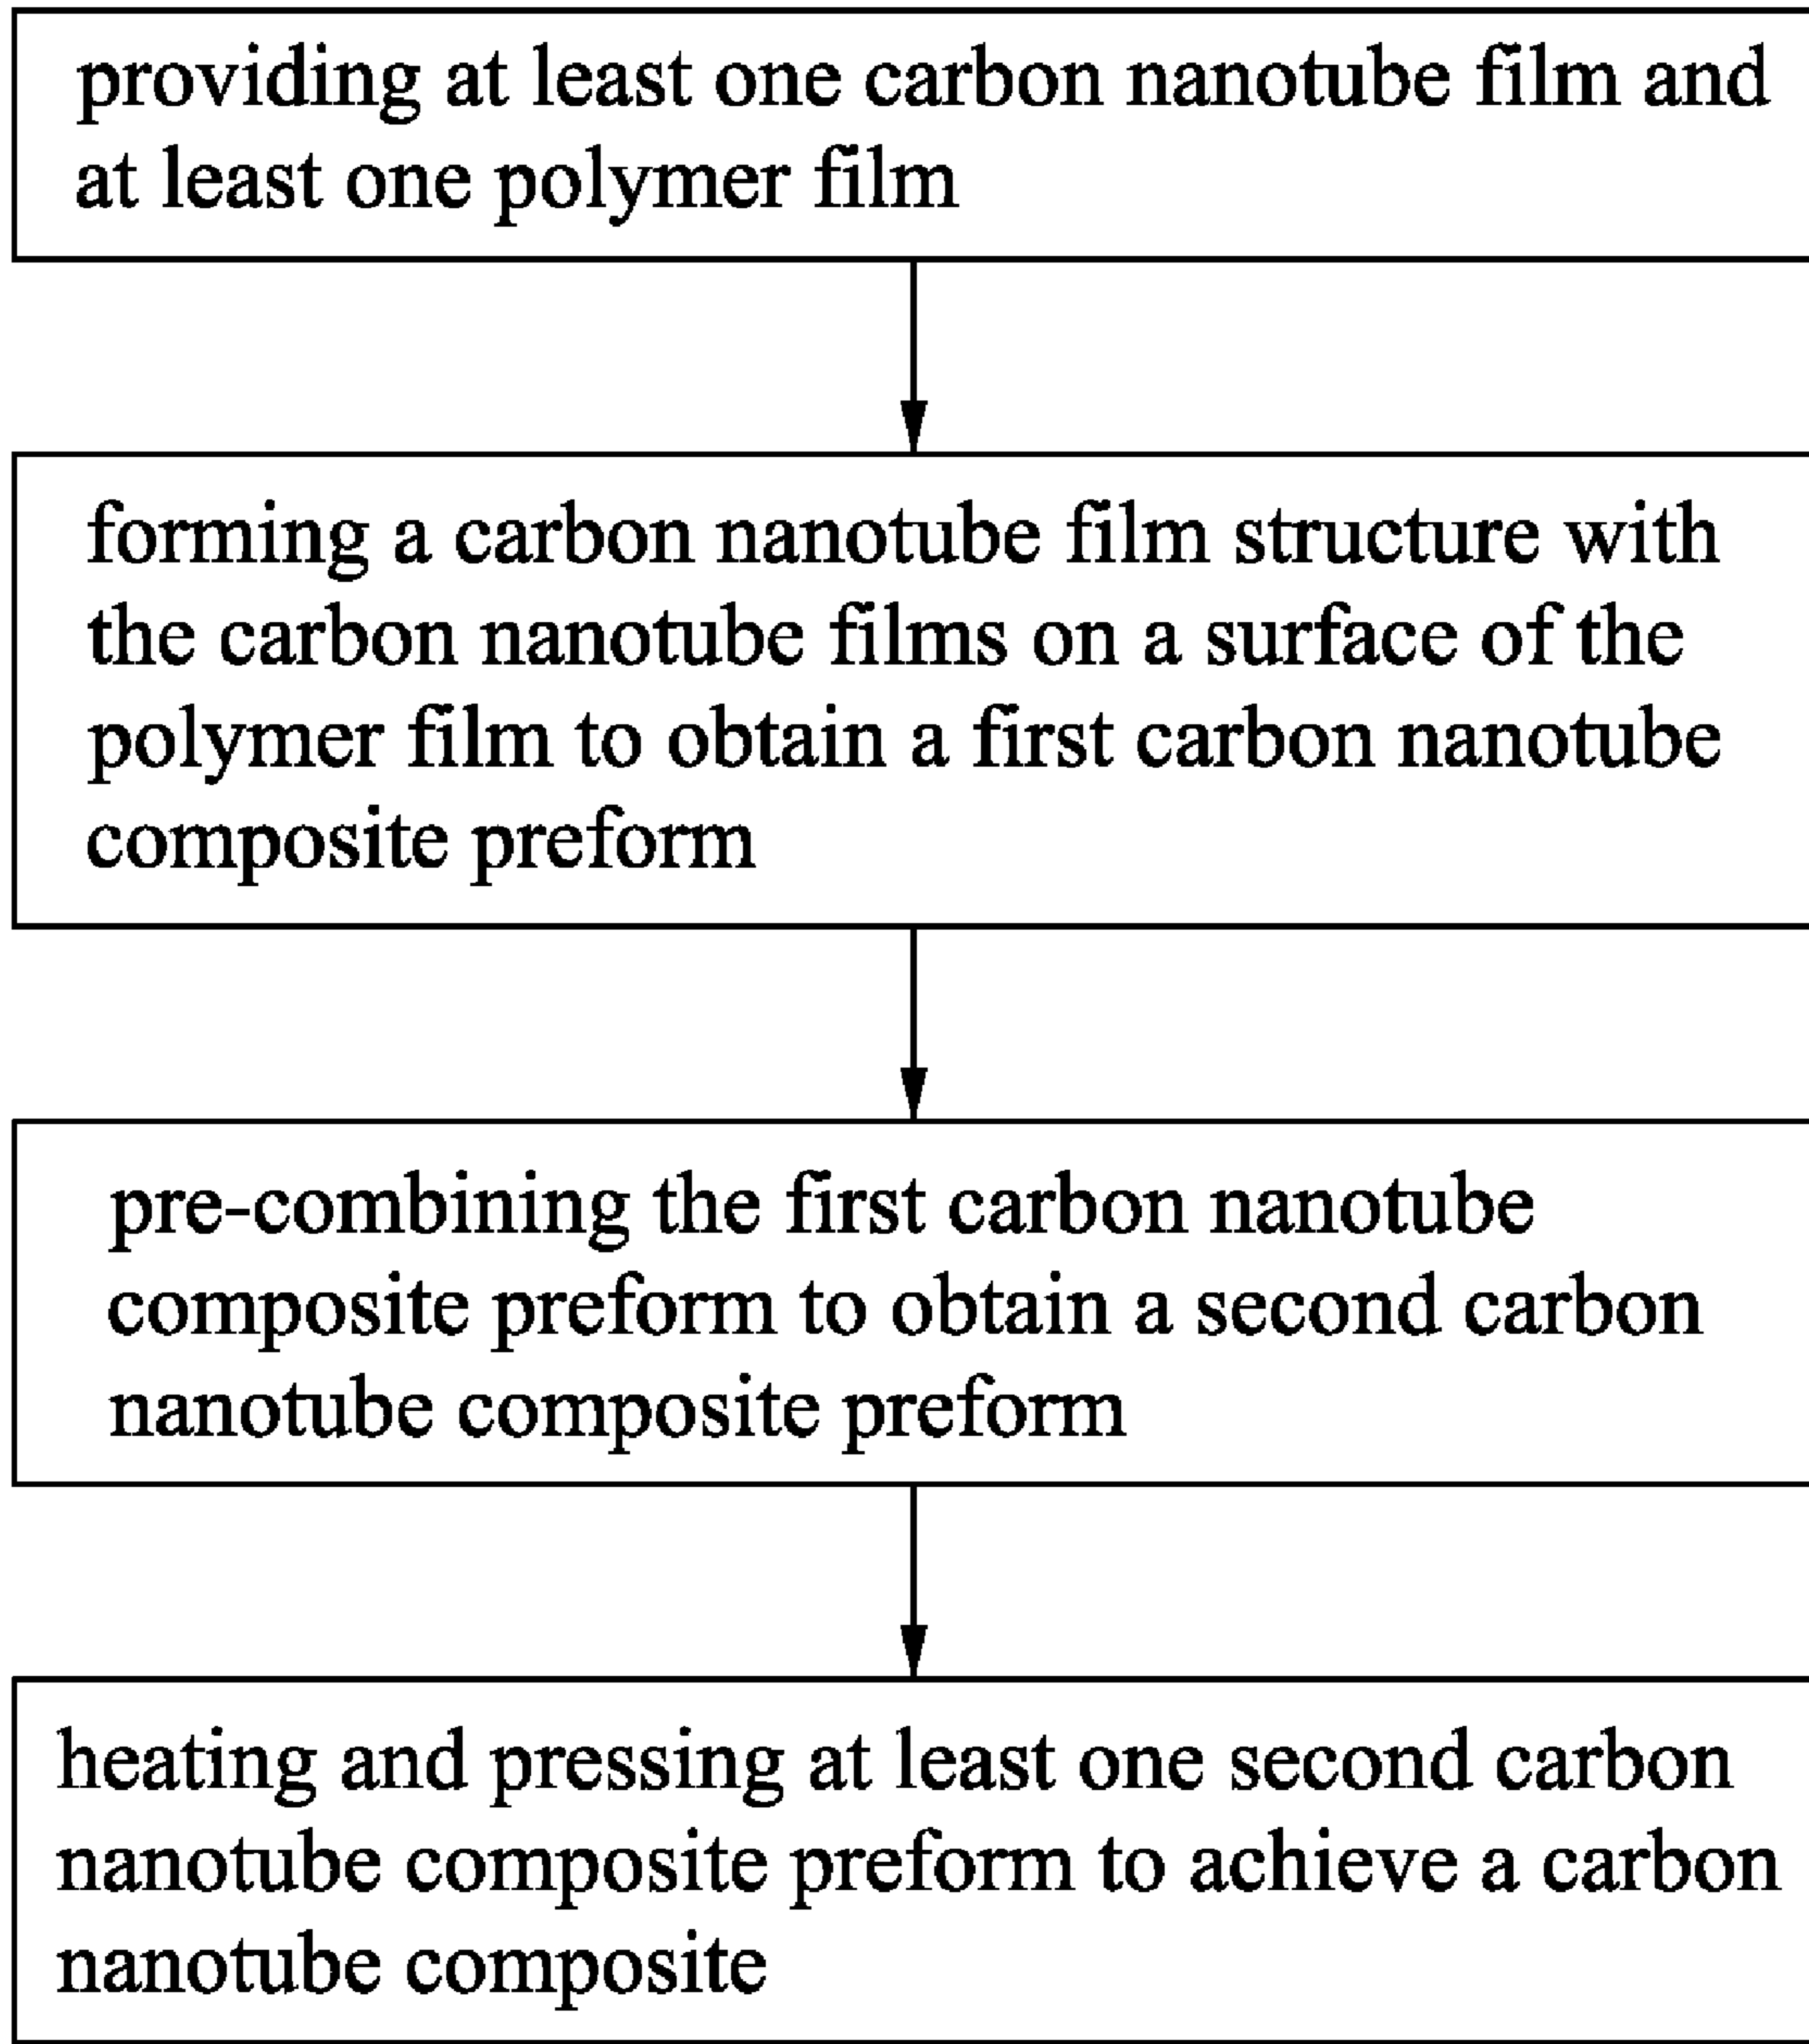 providing at least one carbon nanotube film and
at least one polymer film
forming a carbon nanotube film structure with
the carbon nanotube films on a surface of the
polymer film to obtain a first carbon nanotube
composite preform
pre-combining the first carbon nanotube
composite preform to obtain a second carbon
nanotube composite preform
heating and pressing at least one second carbon
nanotube composite preform to achieve a carbon
nanotube composite